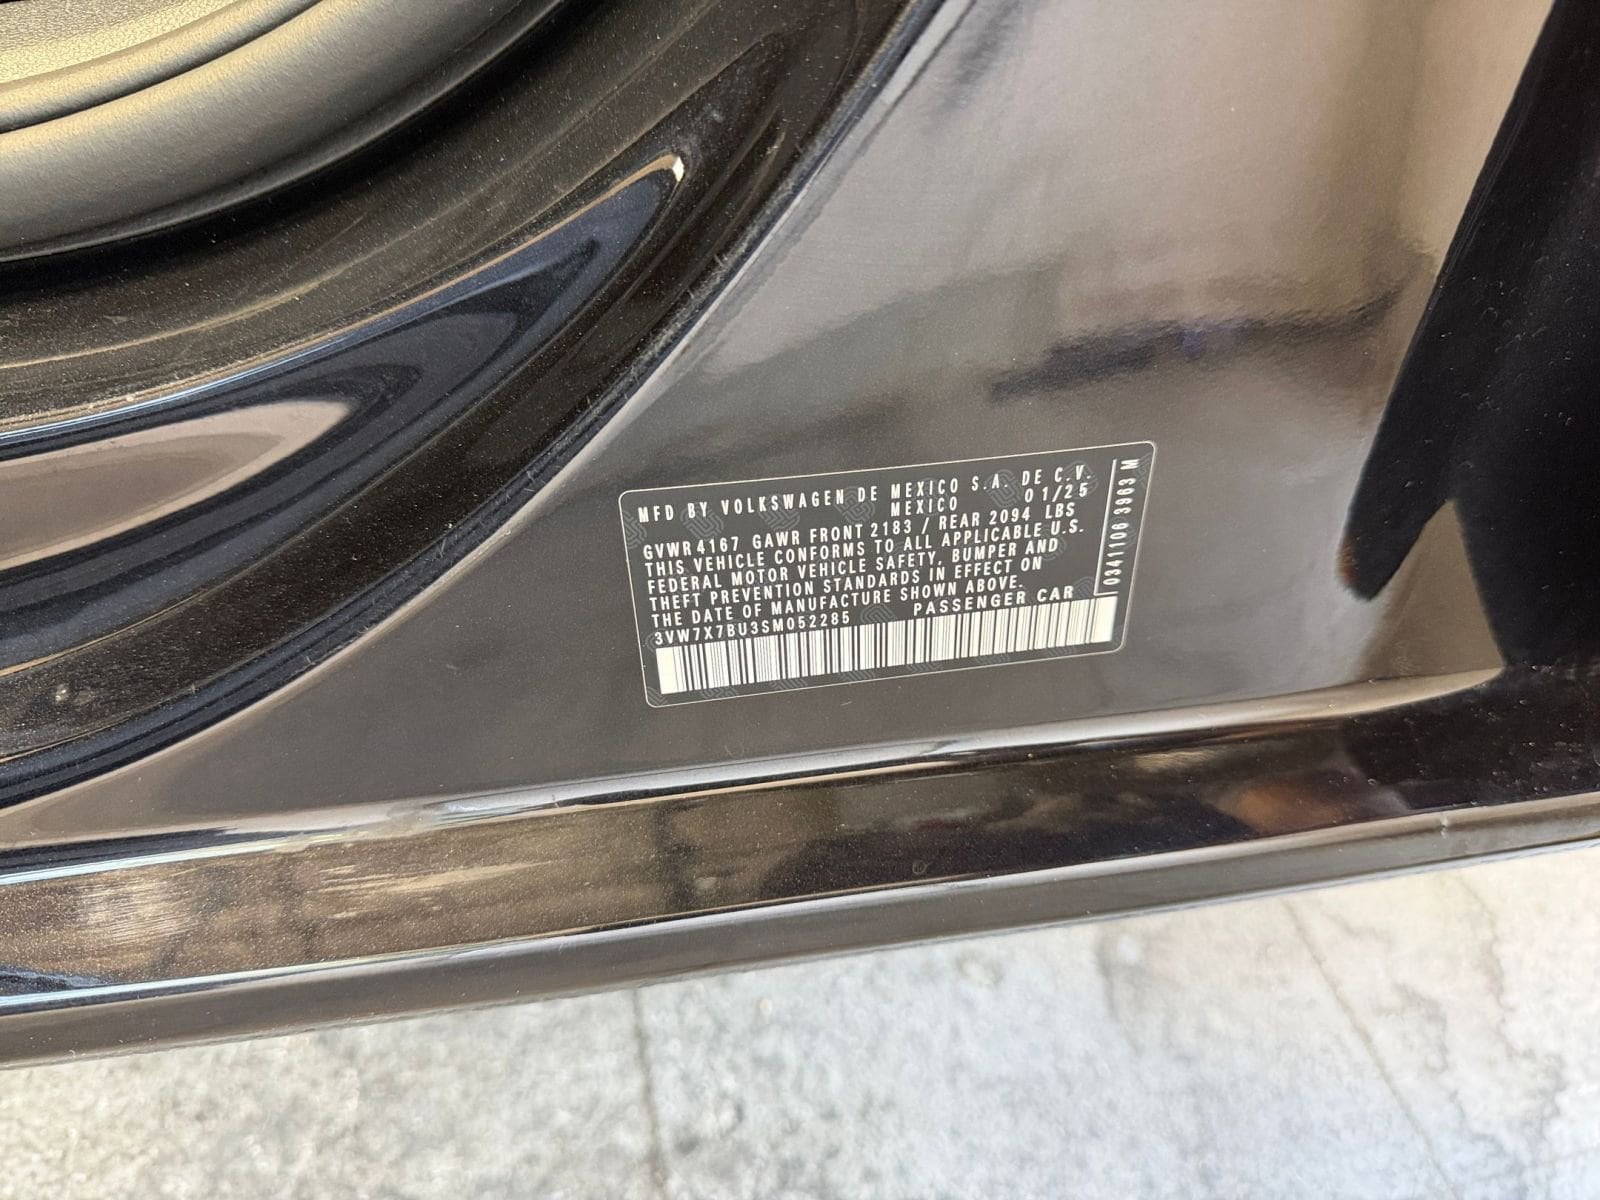 MFD BY VOLKSWAGEN DE MEXICO S.A. DE C.V.
MEXICO 01/25
GVWR 4167 GAWR FRONT 2183 / REAR 2094 LBS
THIS VEHICLE CONFORMS TO ALL APPLICABLE U.S.
FEDERAL MOTOR VEHICLE SAFETY, BUMPER AND
THEFT PREVENTION STANDARDS IN EFFECT ON
THE DATE OF MANUFACTURE SHOWN ABOVE.
3VW7X7BU3SM052285 PASSENGER CAR
0341106 3963 M